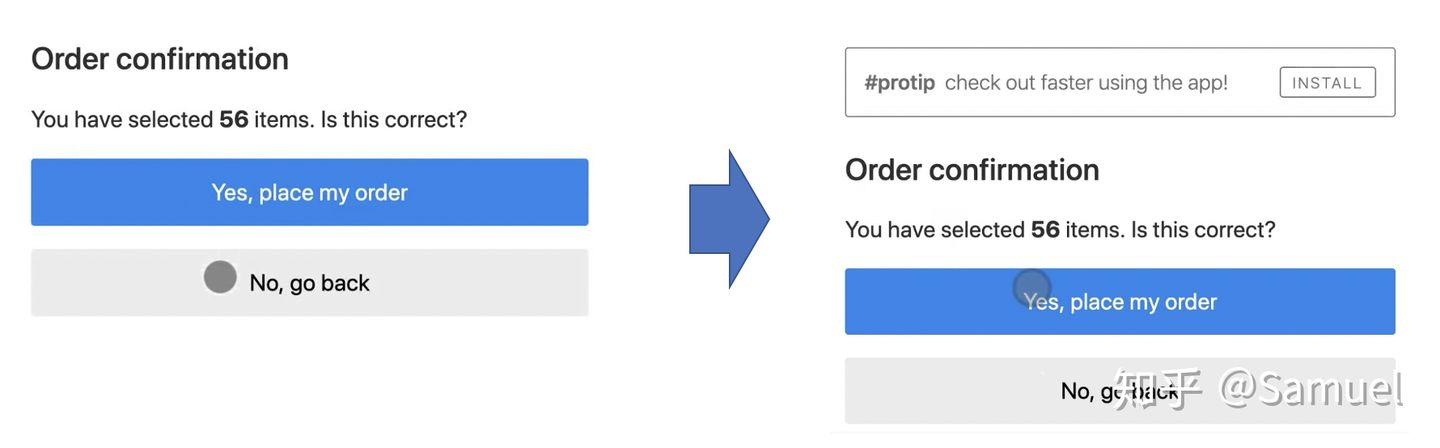 Order confirmation
You have selected 56 items. Is this correct?
Yes, place my order
No, go back
#protip check out faster using the app!
INSTALL
Order confirmation
You have selected 56 items. Is this correct?
Yes, place my order
No, go back
知乎 @Samuel